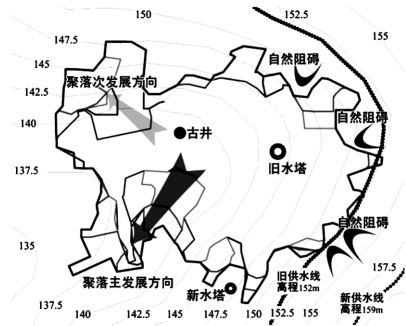 150
152.5
155
147.5
145
142.5
140
137.5
135
137.5
140
142.5
145
147.5
150
152.5
155
157.5
自然阻碍
聚落次发展方向
自然阻碍
古井
旧水塔
自然阻碍
聚落主发展方向
新水塔
旧供水线
高程152m
新供水线
高程159m